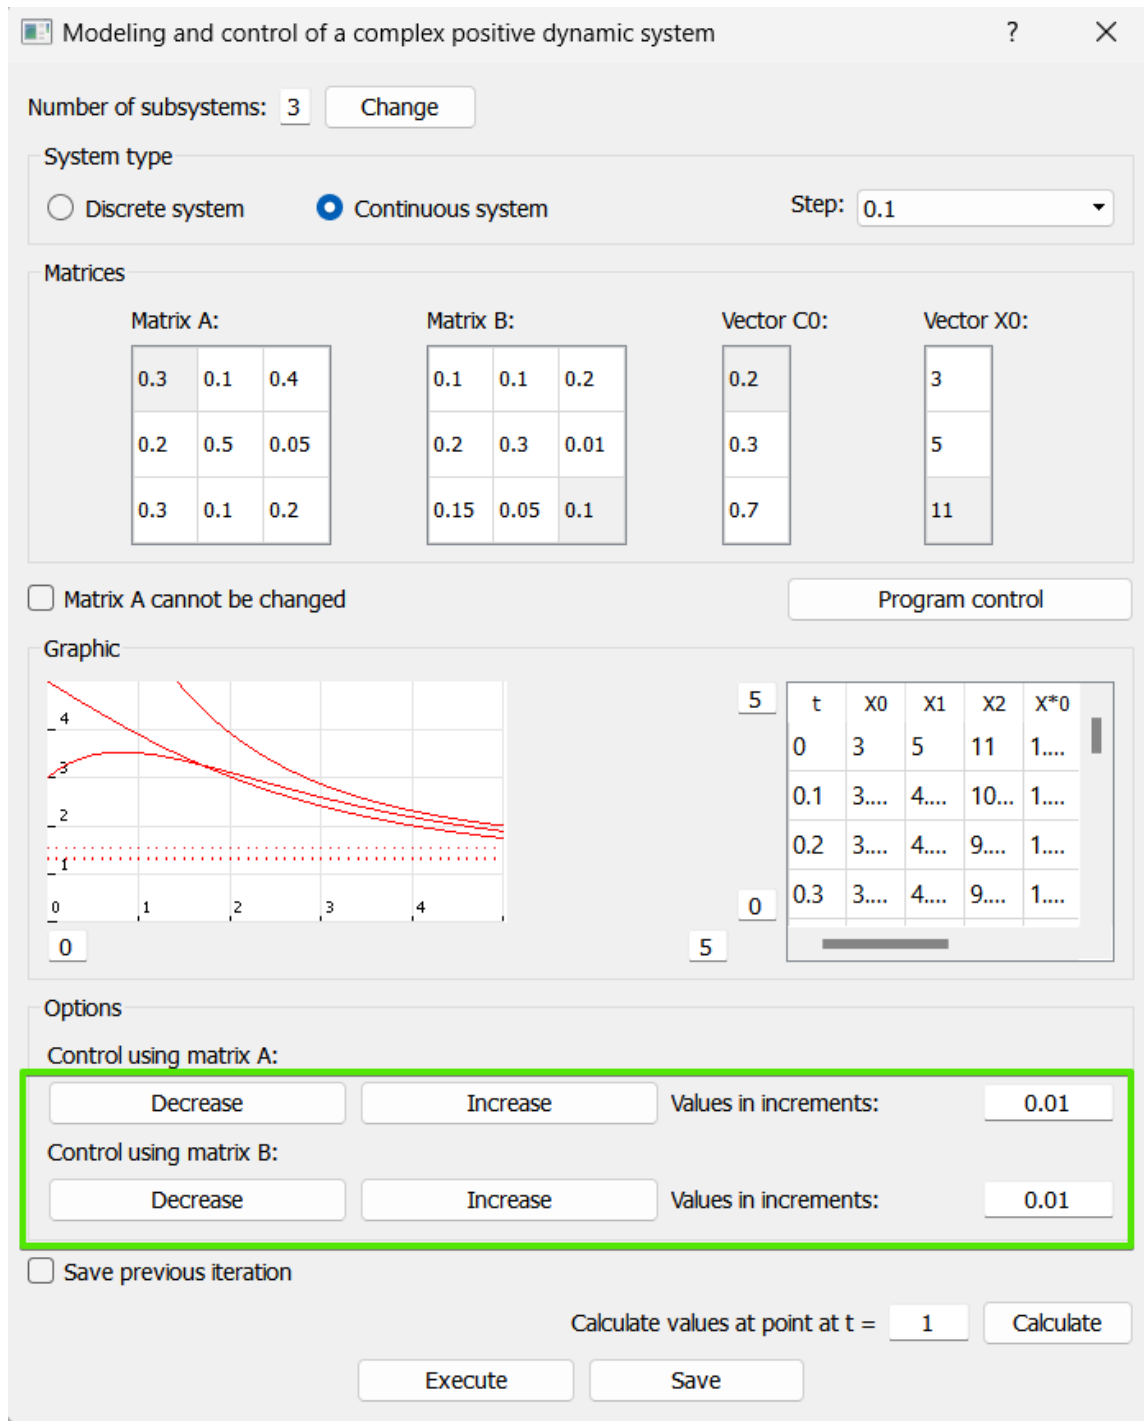 Modeling and control of a complex positive dynamic system ?
Number of subsystems: 3 Change
System type
Discrete system Continuous system Step: 0.1
Matrices
Matrix A: Matrix B: Vector C0: Vector X0:
0.3 0.1 0.4 0.1 0.1 0.2 0.2 3
0.2 0.5 0.05 0.2 0.3 0.01 0.3 5
0.3 0.1 0.2 0.15 0.05 0.1 0.7 11
Matrix A cannot be changed Program control
Graphic
5 t X0 X1 X2 X*0
4
0 3 5 11 1....
3
0.1 3.... 4.... 10... 1....
2
0.2 3.... 4.... 9.... 1....
1
0.3 3.... 4.... 9.... 1....
0 1 2 3 4 0
0 5
Options
Control using matrix A:
Decrease Increase Values in increments: 0.01
Control using matrix B:
Decrease Increase Values in increments: 0.01
Save previous iteration
Calculate values at point at t = 1 Calculate
Execute Save